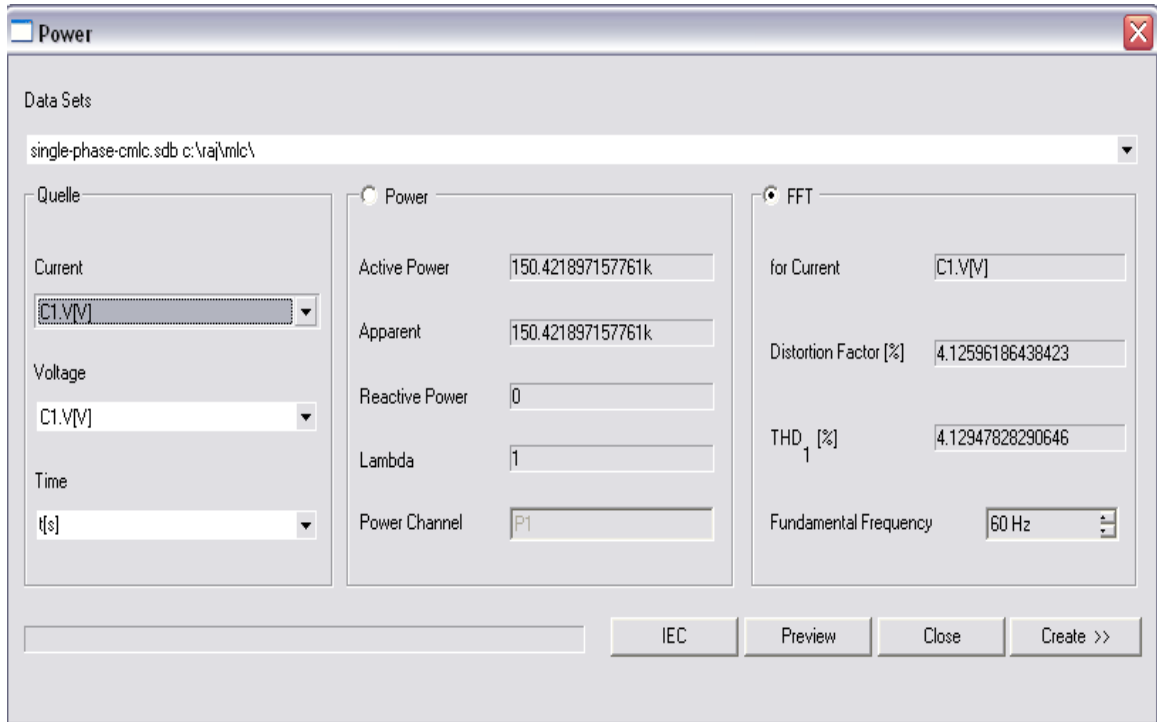 Power
Data Sets
single-phase-cmlc.sdb c:\raj\mlc\
Quelle
Current
C1.V[V]
Voltage
C1.V[V]
Time
t[s]
Power
Active Power 150.421897157761k
Apparent 150.421897157761k
Reactive Power 0
Lambda 1
Power Channel P1
FFT
for Current C1.V[V]
Distortion Factor [%] 4.12596186438423
THD1 [%] 4.12947828290646
Fundamental Frequency 60 Hz
IEC Preview Close Create >>